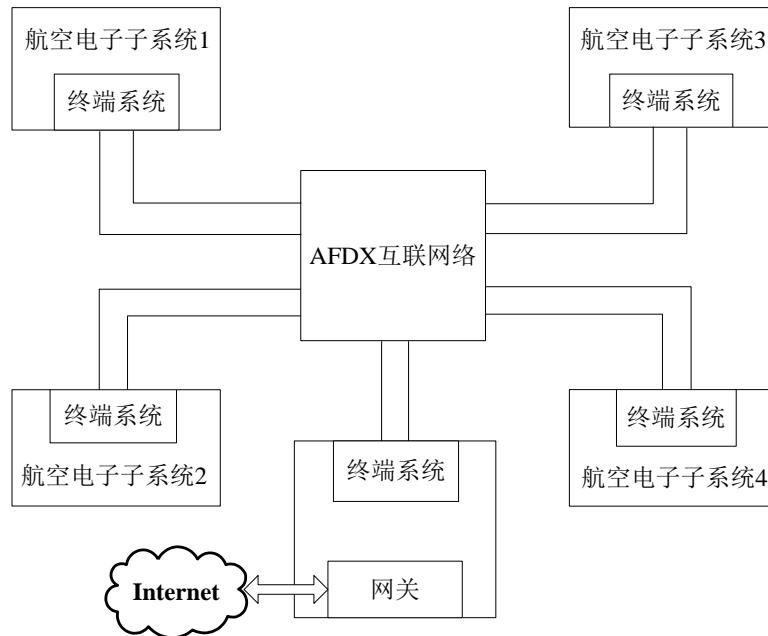 航空电子子系统1
终端系统
航空电子子系统3
终端系统
AFDX互联网络
终端系统
航空电子子系统2
终端系统
航空电子子系统4
终端系统
Internet
网关